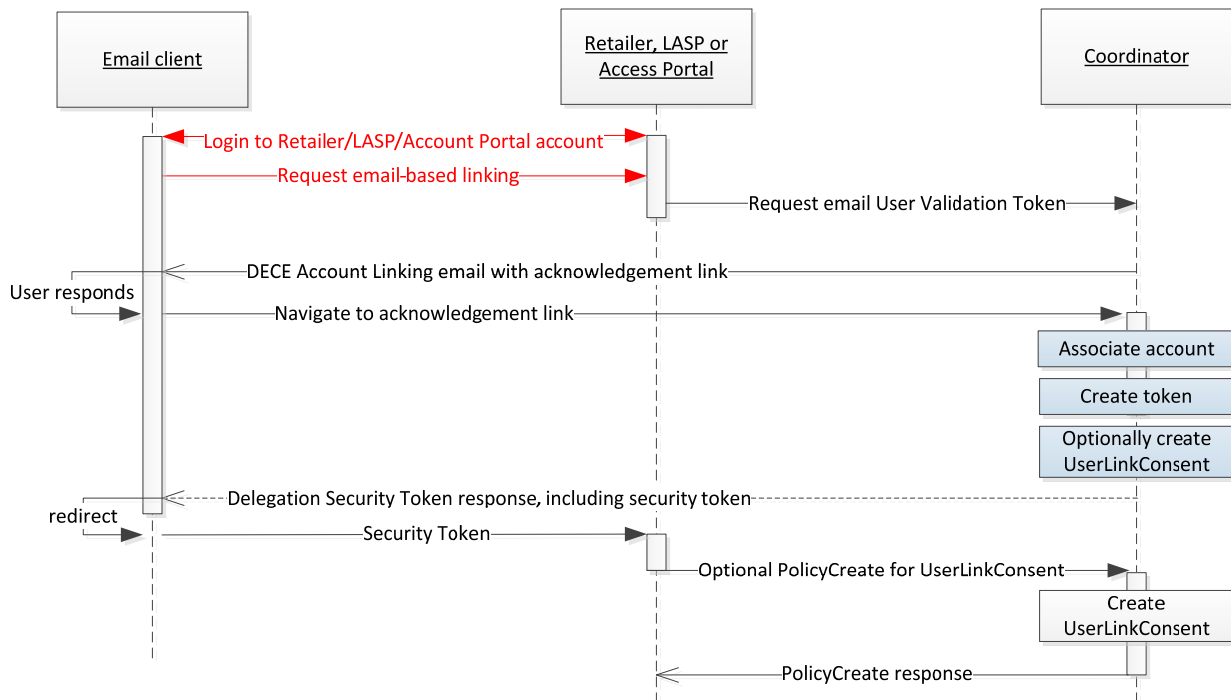 Email client
Retailer, LASP or
Access Portal
Coordinator
Login to Retailer/LASP/Account Portal account
Request email-based linking
Request email User Validation Token
DECE Account Linking email with acknowledgement link
User responds
Navigate to acknowledgement link
Associate account
Create token
Optionally create
UserLinkConsent
Delegation Security Token response, including security token
redirect
Security Token
Optional PolicyCreate for UserLinkConsent
Create
UserLinkConsent
PolicyCreate response